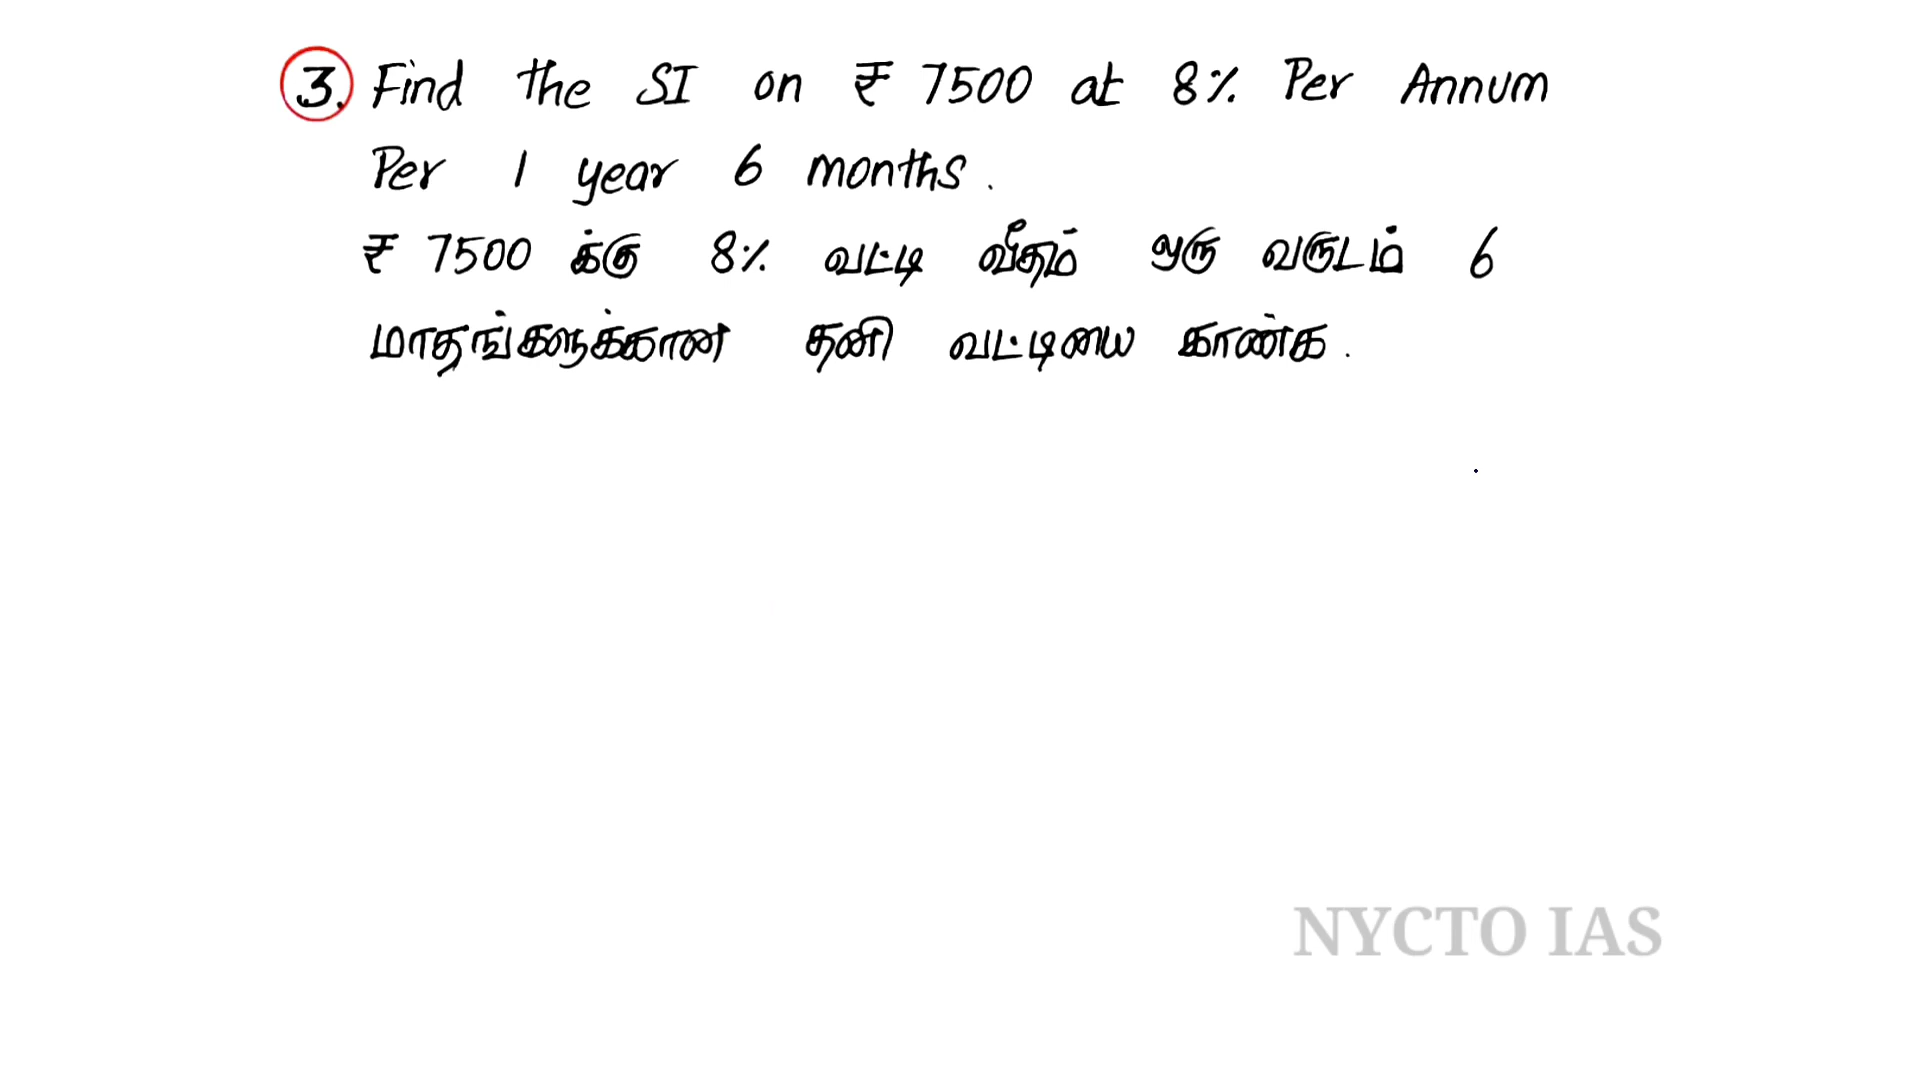 3. Find the SI on ₹ 7500 at 8% Per Annum
Per 1 year 6 months.
₹ 7500 க்கு 8% வட்டி வீதம் ஒரு வருடம் 6
மாதங்களுக்கான தனி வட்டியை காண்க.
NYCTO IAS